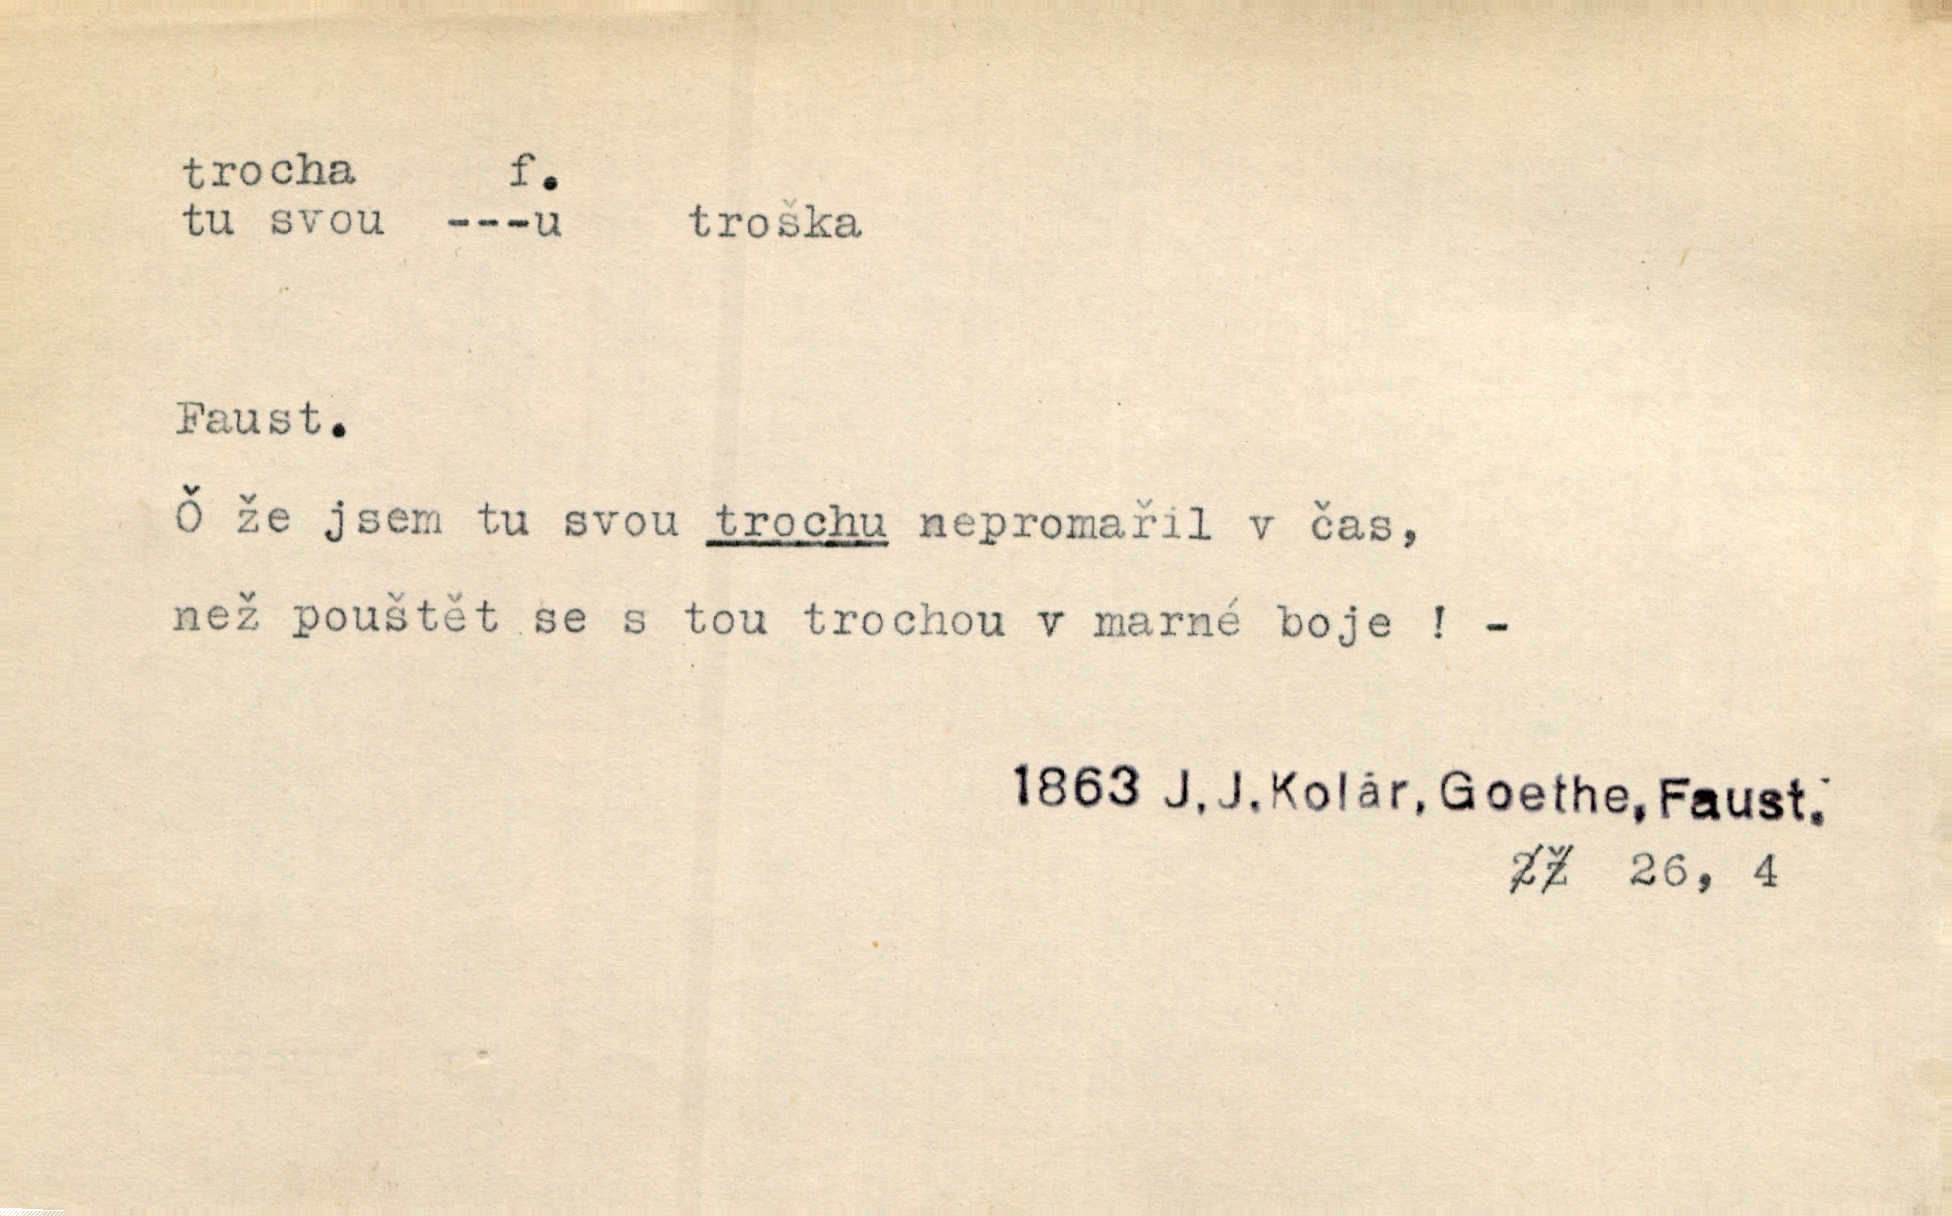 trocha f.
tu svou ---u troška
Faust.
Ǒ že jsem tu svou trochu nepromařil v čas,
než pouštět se s tou trochou v marné boje ! -
1863 J.J.Kolár, Goethe, Faust.
26, 4